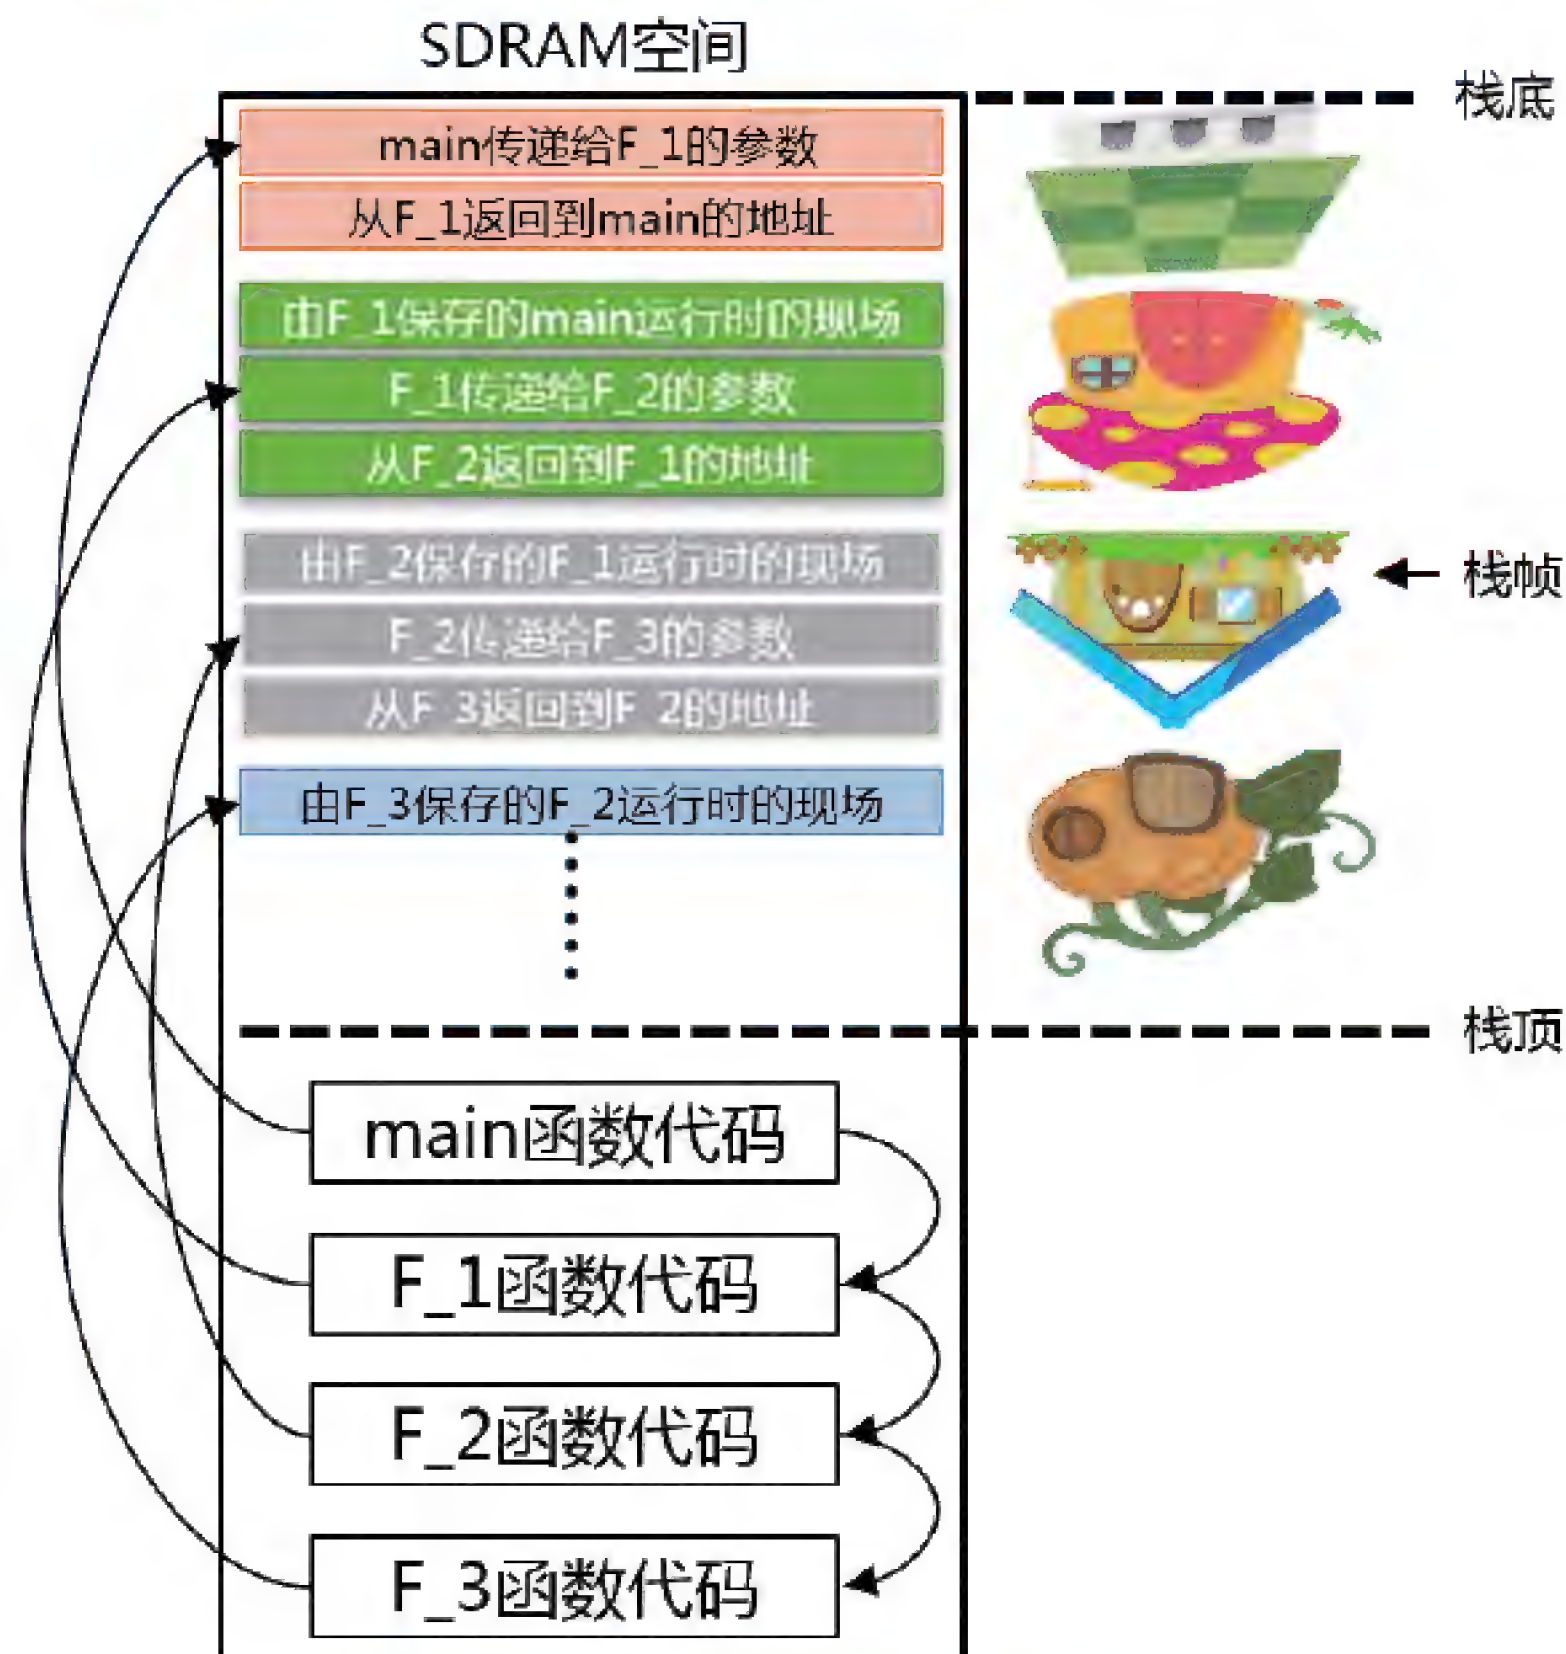 SDRAM空间
栈底
main传递给F_1的参数
从F_1返回到main的地址
由F_1保存的main运行时的现场
F_1传递给F_2的参数
从F_2返回到F_1的地址
由F_2保存的F_1运行时的现场
栈帧
F_2传递给F_3的参数
从F_3返回到F_2的地址
由F_3保存的F_2运行时的现场
栈顶
main函数代码
F_1函数代码
F_2函数代码
F_3函数代码